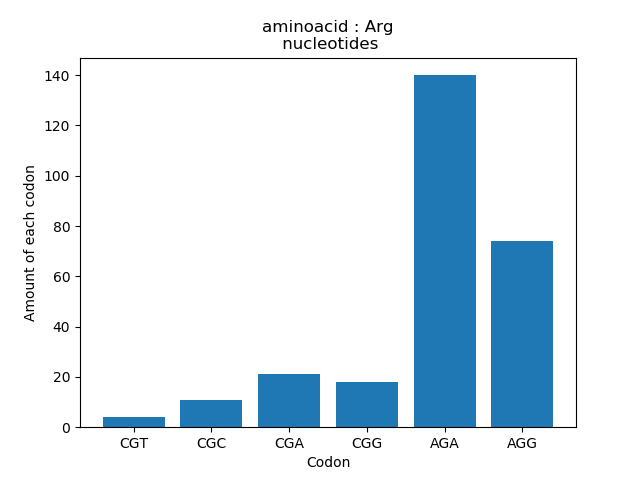 aminoacid : Arg
nucleotides
Amount of each codon
140
120
100
80
60
40
20
0
CGT CGC CGA CGG AGA AGG
Codon